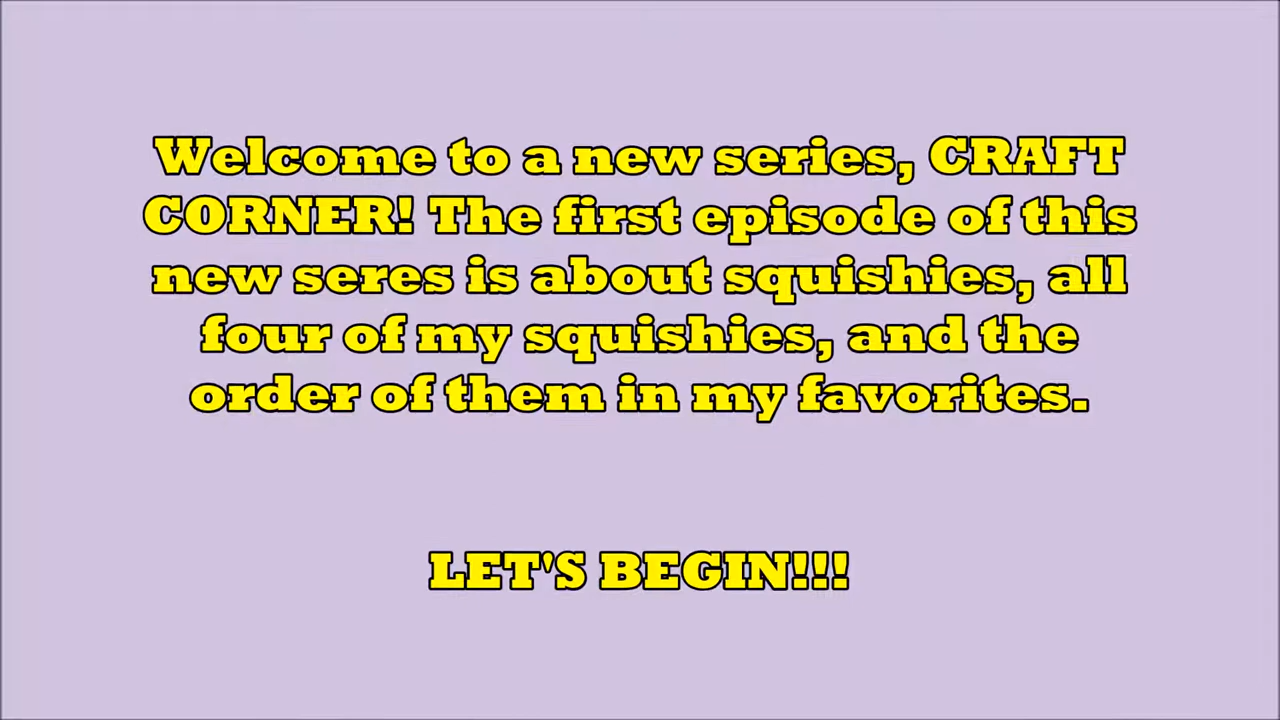 Welcome to a new series, CRAFT
CORNER! The first episode of this
new seres is about squishies, all
four of my squishies, and the
order of them in my favorites.
LET'S BEGIN!!!